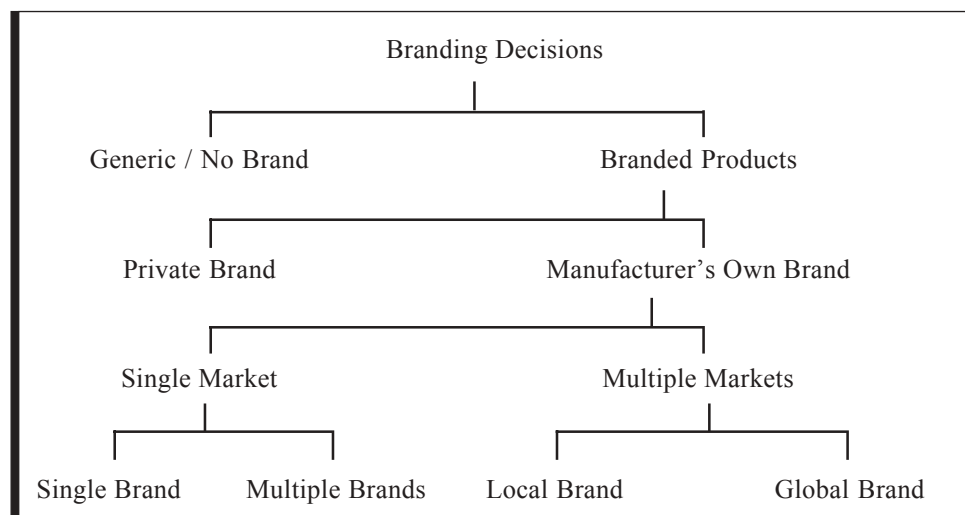 Branding Decisions
Generic / No Brand Branded Products
Private Brand Manufacturer's Own Brand
Single Market Multiple Markets
Single Brand Multiple Brands Local Brand Global Brand